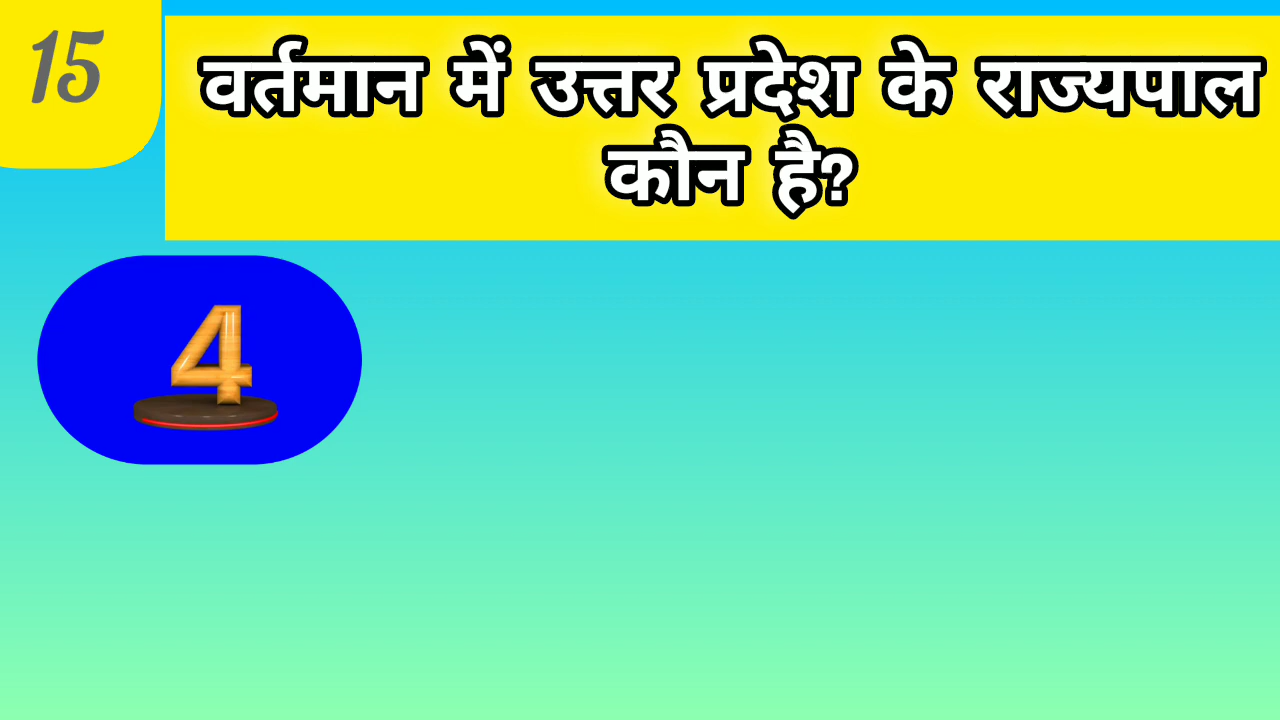 15
वर्तमान में उत्तर प्रदेश के राज्यपाल
कौन है?
4